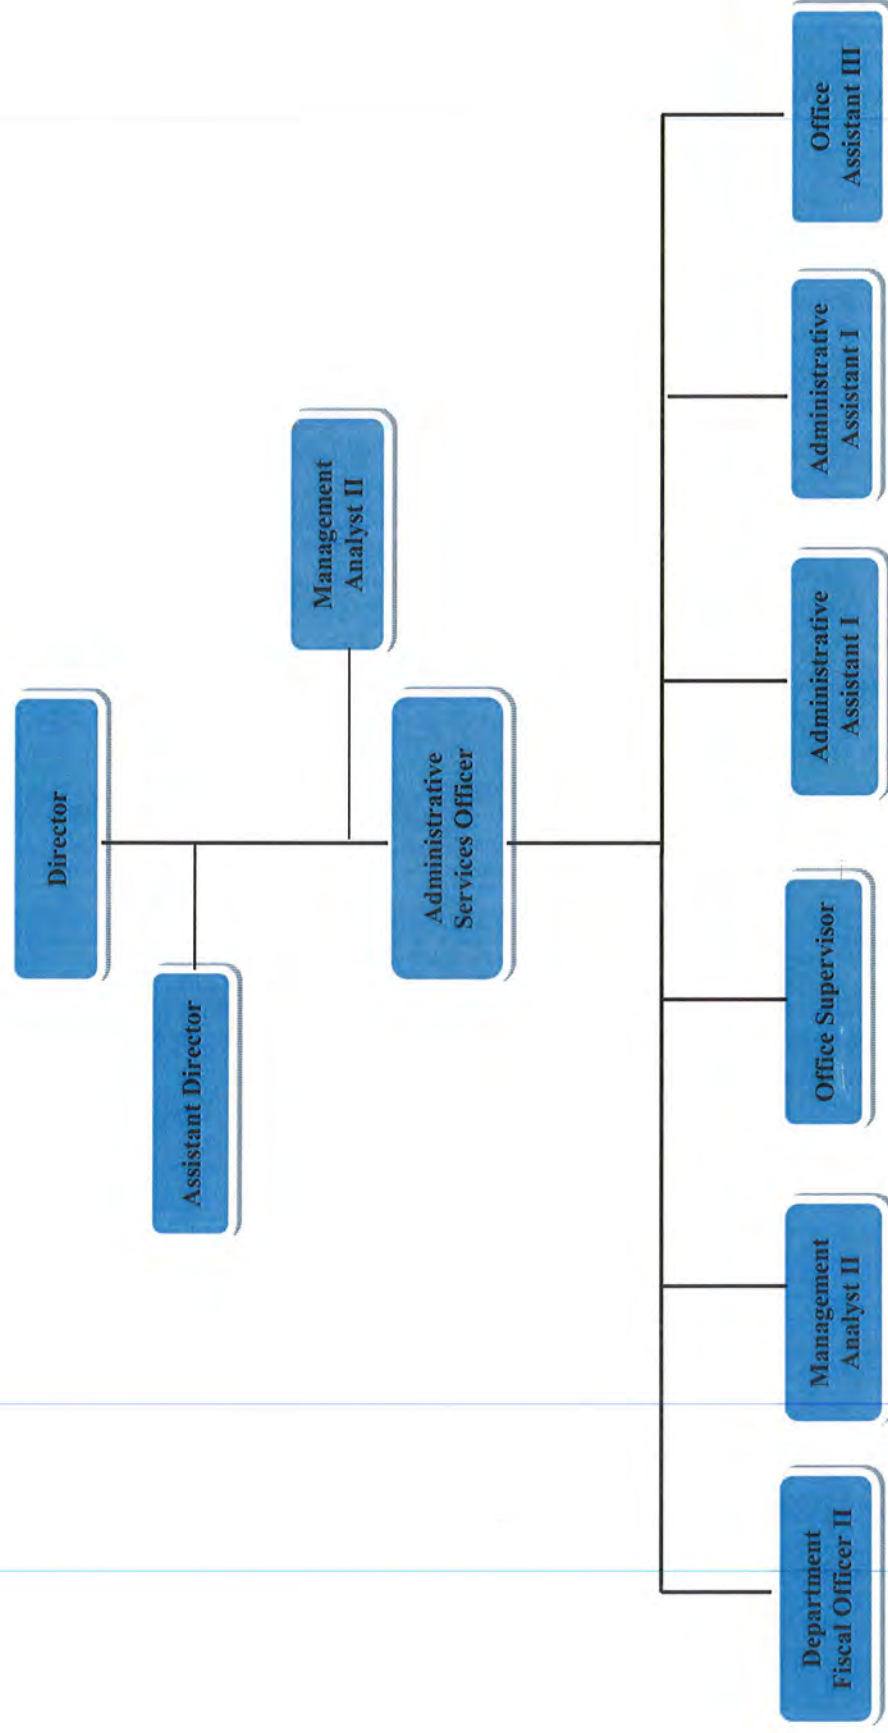 Director
Assistant Director
Management
Analyst II
Administrative
Services Officer
Department
Fiscal Officer II
Management
Analyst II
Office Supervisor
Administrative
Assistant I
Administrative
Assistant I
Office
Assistant III